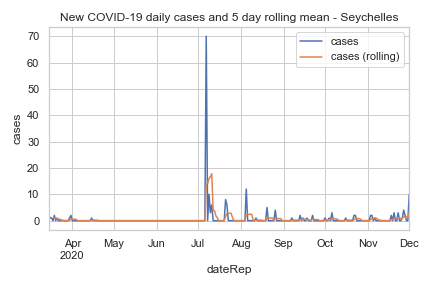 New COVID-19 daily cases and 5 day rolling mean - Seychelles
cases
cases (rolling)
70
60
50
40
30
20
10
0
cases
Apr May Jun Jul Aug Sep Oct Nov Dec
2020
dateRep